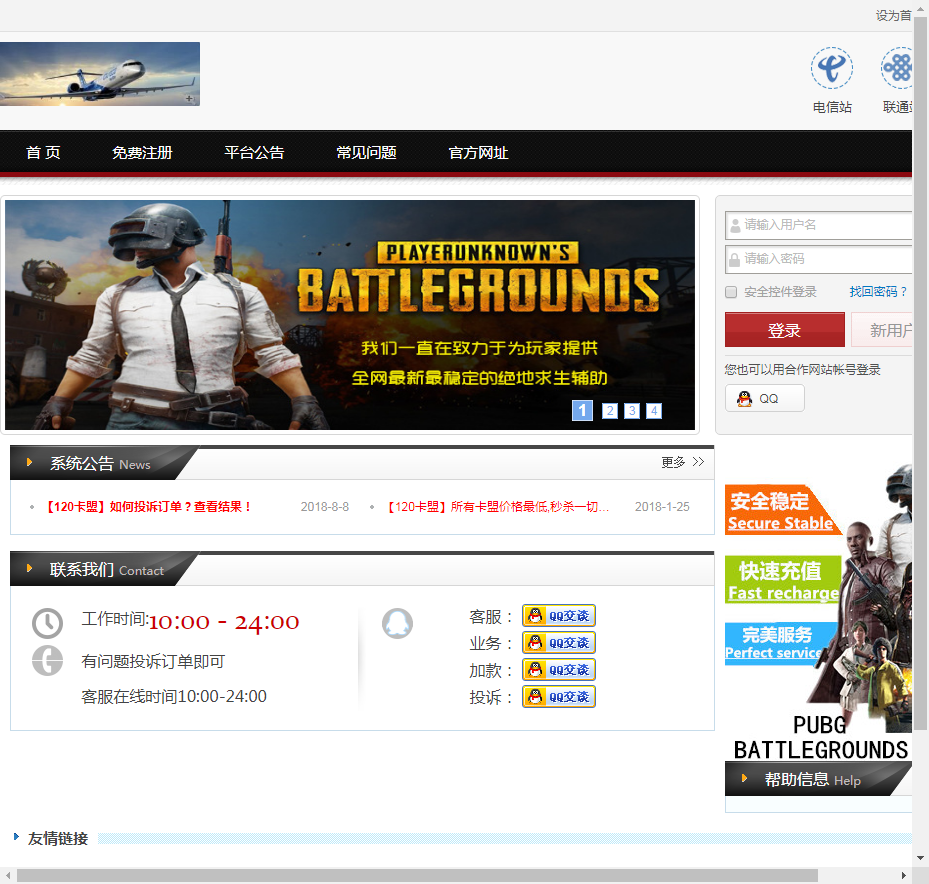 设为首
电信站
联通
首 页
免费注册
平台公告
常见问题
官方网址
PLAYERUNKNOWN'S
BATTLEGROUNDS
我们一直在致力于为玩家提供
全网最新最稳定的绝地求生辅助
1 2 3 4
请输入用户名
请输入密码
安全控件登录 找回密码？
登录 新用户
您也可以用合作网站帐号登录
QQ
系统公告 News 更多
【120卡盟】如何投诉订单？查看结果！ 2018-8-8
【120卡盟】所有卡盟价格最低,秒杀一切... 2018-1-25
联系我们 Contact
工作时间:10:00 - 24:00
有问题投诉订单即可
客服在线时间10:00-24:00
客服： QQ交谈
业务： QQ交谈
加款： QQ交谈
投诉： QQ交谈
安全稳定
Secure Stable
快速充值
Fast recharge
完美服务
Perfect service
PUBG
BATTLEGROUNDS
帮助信息 Help
友情链接